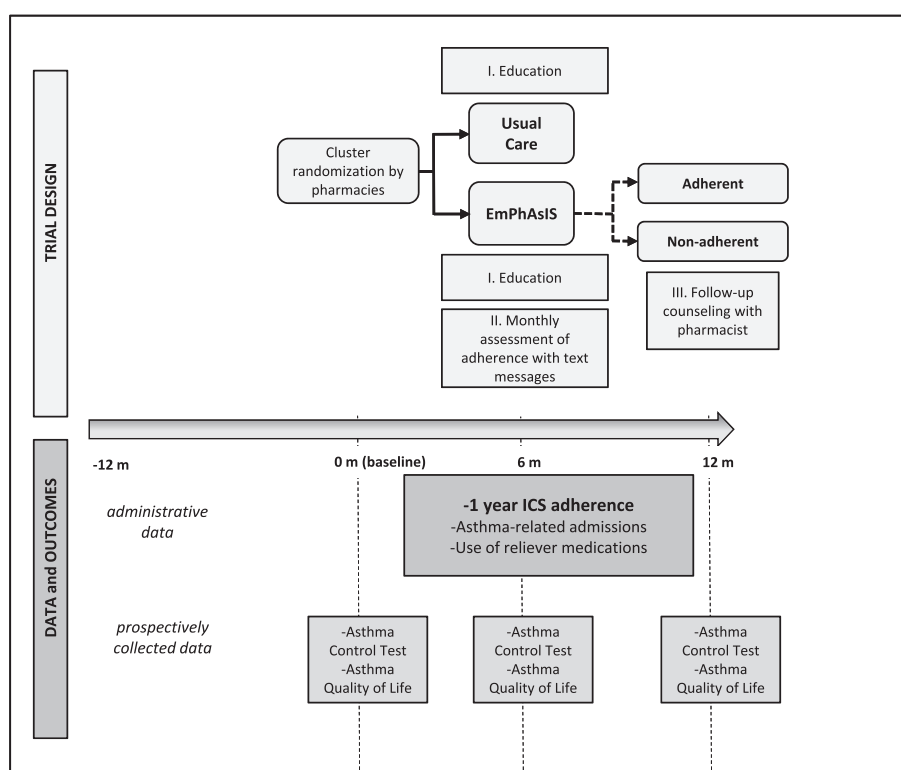 TRIAL DESIGN
I. Education
Usual
Care
Cluster
randomization by
pharmacies
EmPhAsIS
Adherent
Non-adherent
I. Education
II. Monthly
assessment of
adherence with text
messages
III. Follow-up
counseling with
pharmacist
DATA and OUTCOMES
-12 m
0 m (baseline)
6 m
12 m
administrative
data
-1 year ICS adherence
-Asthma-related admissions
-Use of reliever medications
prospectively
collected data
-Asthma
Control Test
-Asthma
Quality of Life
-Asthma
Control Test
-Asthma
Quality of Life
-Asthma
Control Test
-Asthma
Quality of Life